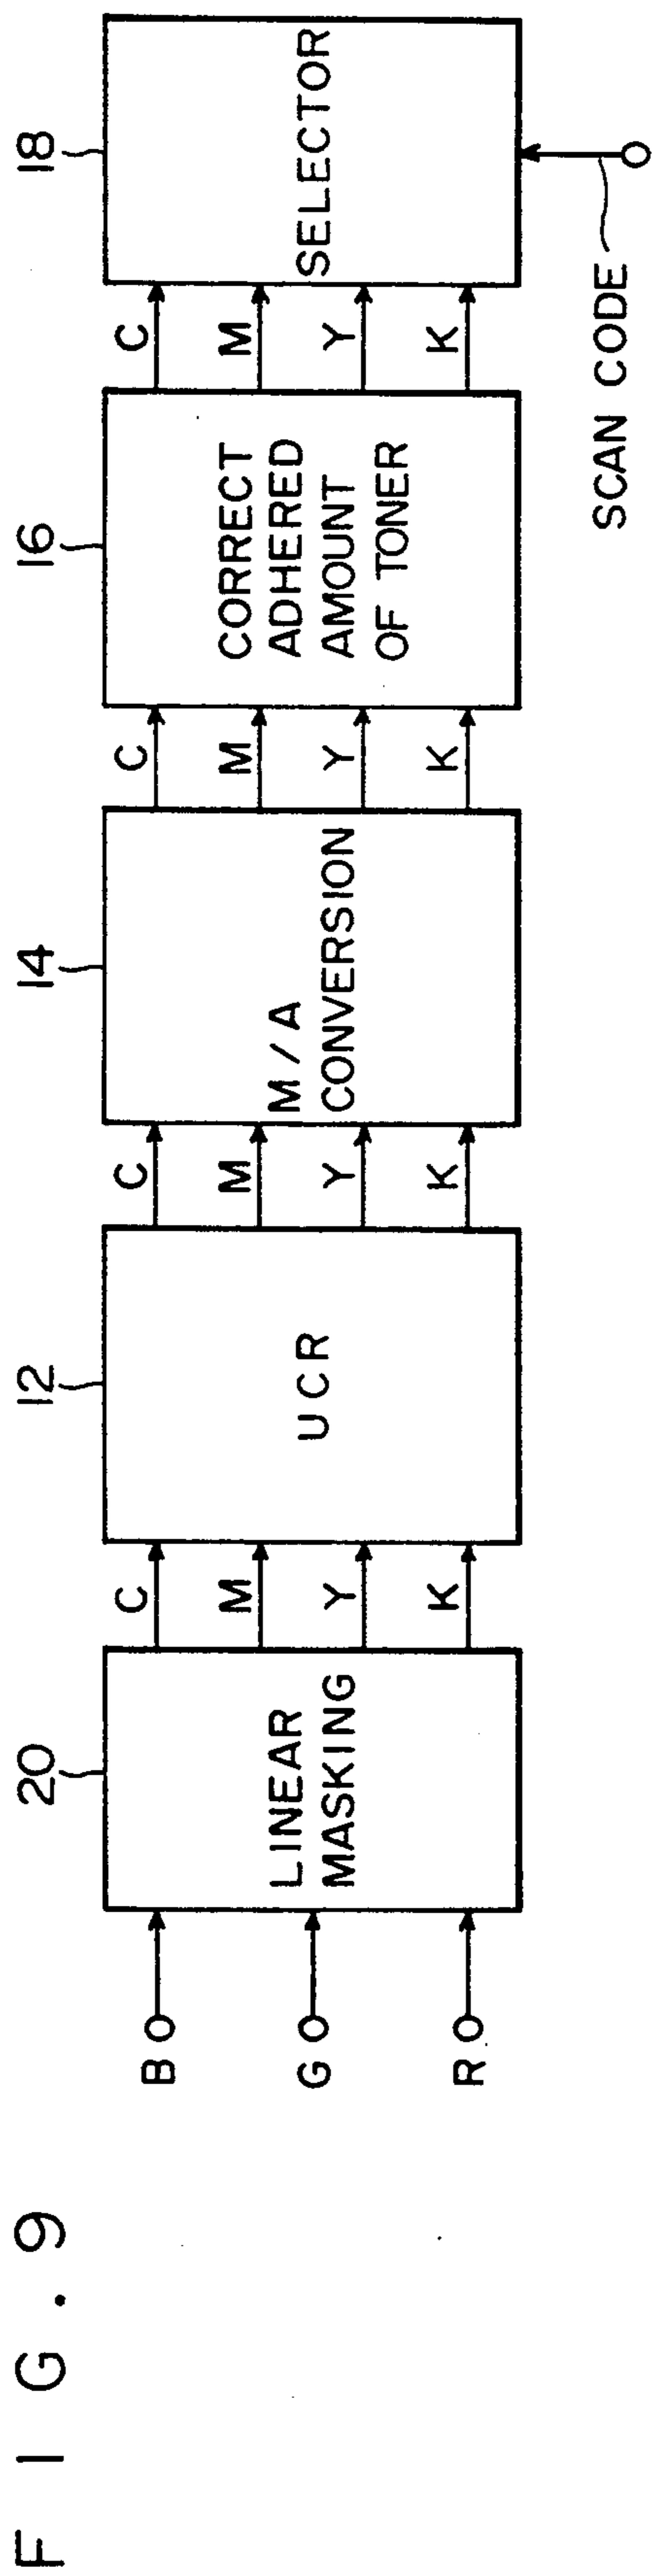 FIG. 9
B
G
R
20
LINEAR
MASKING
C
M
Y
K
12
UCR
C
M
Y
K
14
M/A
CONVERSION
C
M
Y
K
16
CORRECT
ADHERED
AMOUNT
OF TONER
C
M
Y
K
18
SELECTOR
SCAN CODE